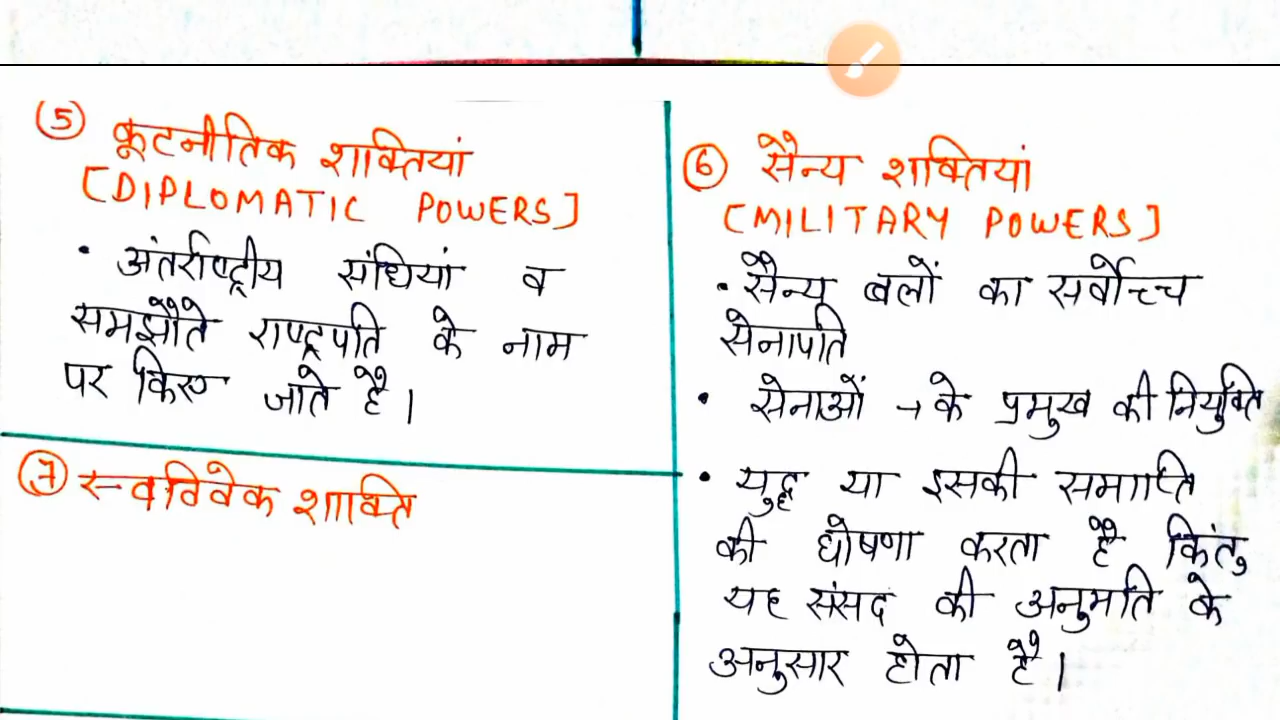 ⑤ कूटनीतिक शक्तियां
[DIPLOMATIC POWERS]
• अंतर्राष्ट्रीय संधियां व
समझौते राष्ट्रपति के नाम
पर किए जाते है।
⑥ सैन्य शक्तियां
[MILITARY POWERS]
• सैन्य बलों का सर्वोच्च
सेनापति
• सेनाओं → के प्रमुख की नियुक्ति
• युद्ध या इसकी समाप्ति
की घोषणा करता है किंतु
यह संसद की अनुमति के
अनुसार होता है।
⑦ स्वविवेक शक्ति